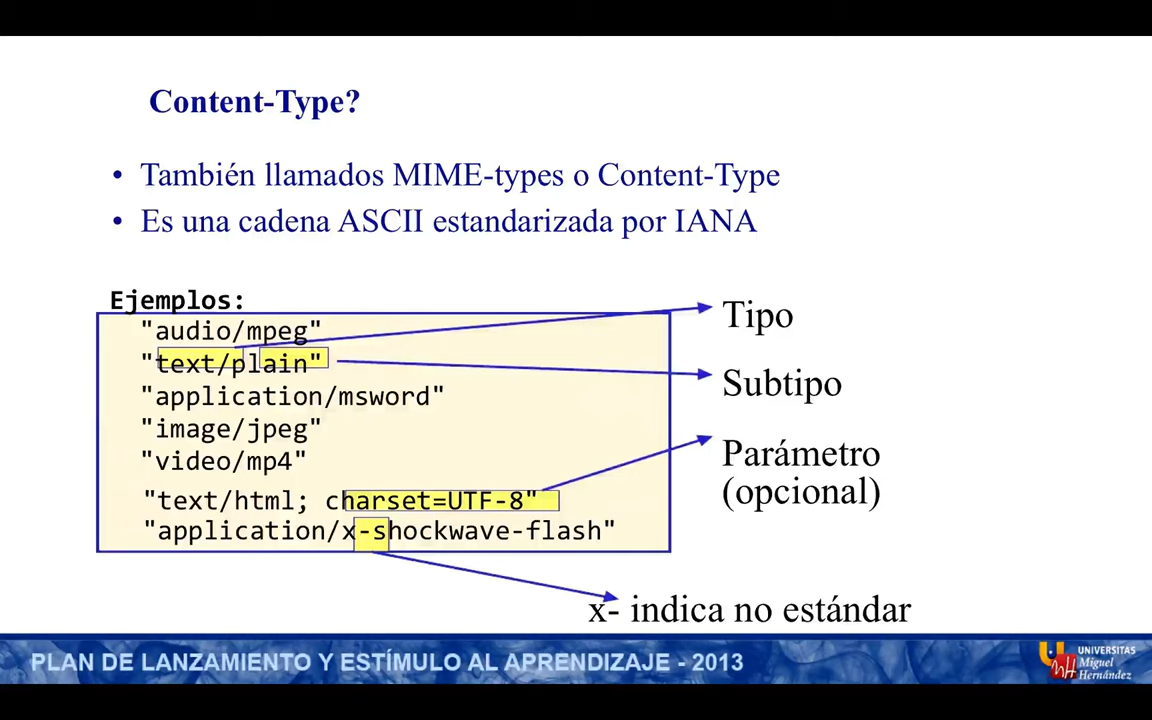 Content-Type?
• También llamados MIME-types o Content-Type
• Es una cadena ASCII estandarizada por IANA
Ejemplos:
"audio/mpeg"
"text/plain"
"application/msword"
"image/jpeg"
"video/mp4"
"text/html; charset=UTF-8"
"application/x-shockwave-flash"
Tipo
Subtipo
Parámetro
(opcional)
x- indica no estándar
PLAN DE LANZAMIENTO Y ESTÍMULO AL APRENDIZAJE - 2013
UNIVERSITAS
Miguel
Hernández